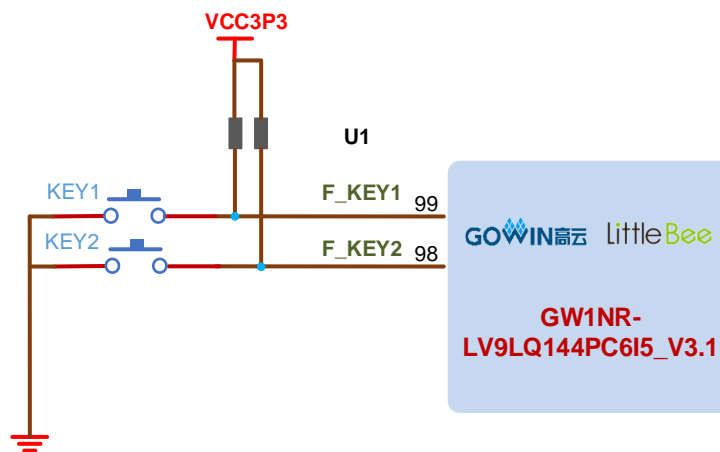 VCC3P3
U1
KEY1
F_KEY1
99
KEY2
F_KEY2
98
GOWIN高云
LittleBee
GW1NR-
LV9LQ144PC6I5_V3.1